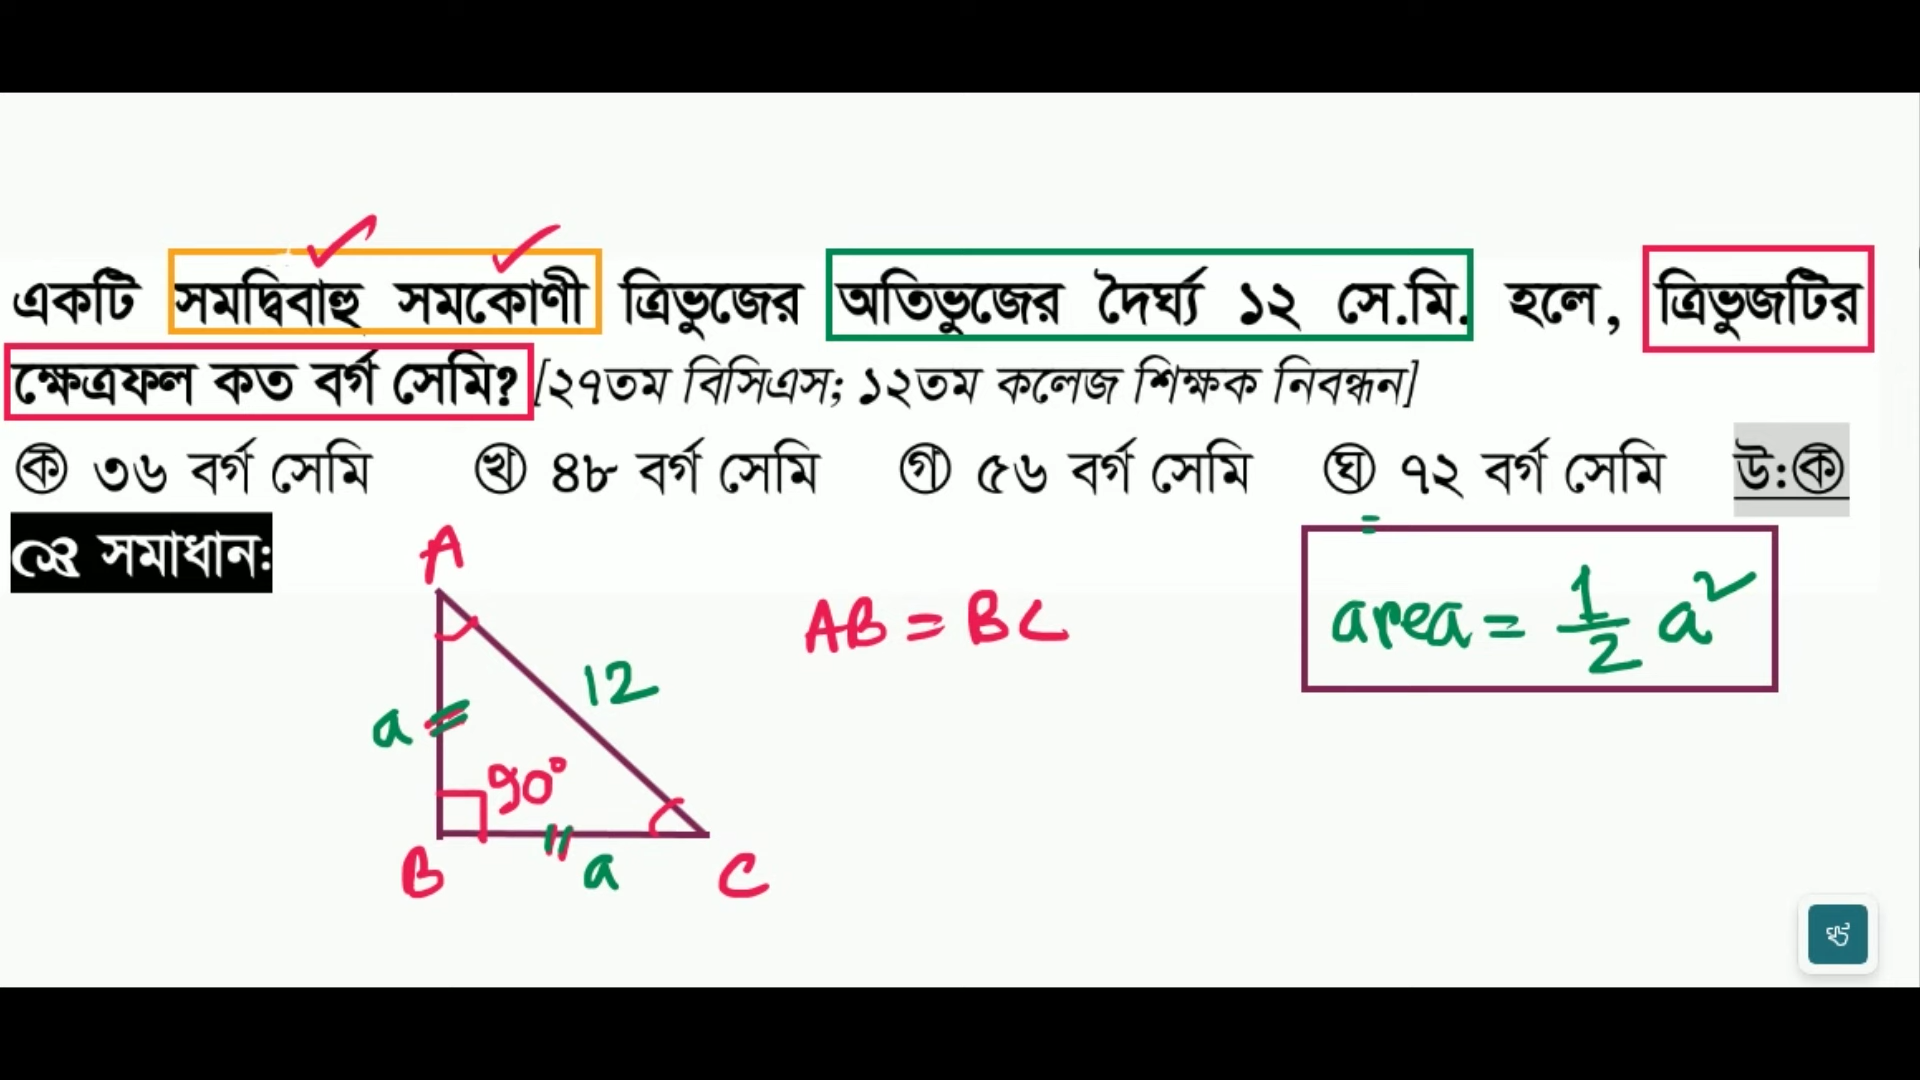 একটি সমদ্বিবাহু সমকোণী ত্রিভুজের অতিভুজের দৈর্ঘ্য ১২ সে.মি. হলে, ত্রিভুজটির
ক্ষেত্রফল কত বর্গ সেমি? [২৭তম বিসিএস; ১২তম কলেজ শিক্ষক নিবন্ধন]
ⓚ ৩৬ বর্গ সেমি খ ৪৮ বর্গ সেমি গ ৫৬ বর্গ সেমি ঘ ৭২ বর্গ সেমি উ:ক
সমাধান:
A
AB = BC
area = 1/2 a²
12
a
90°
B
a
C